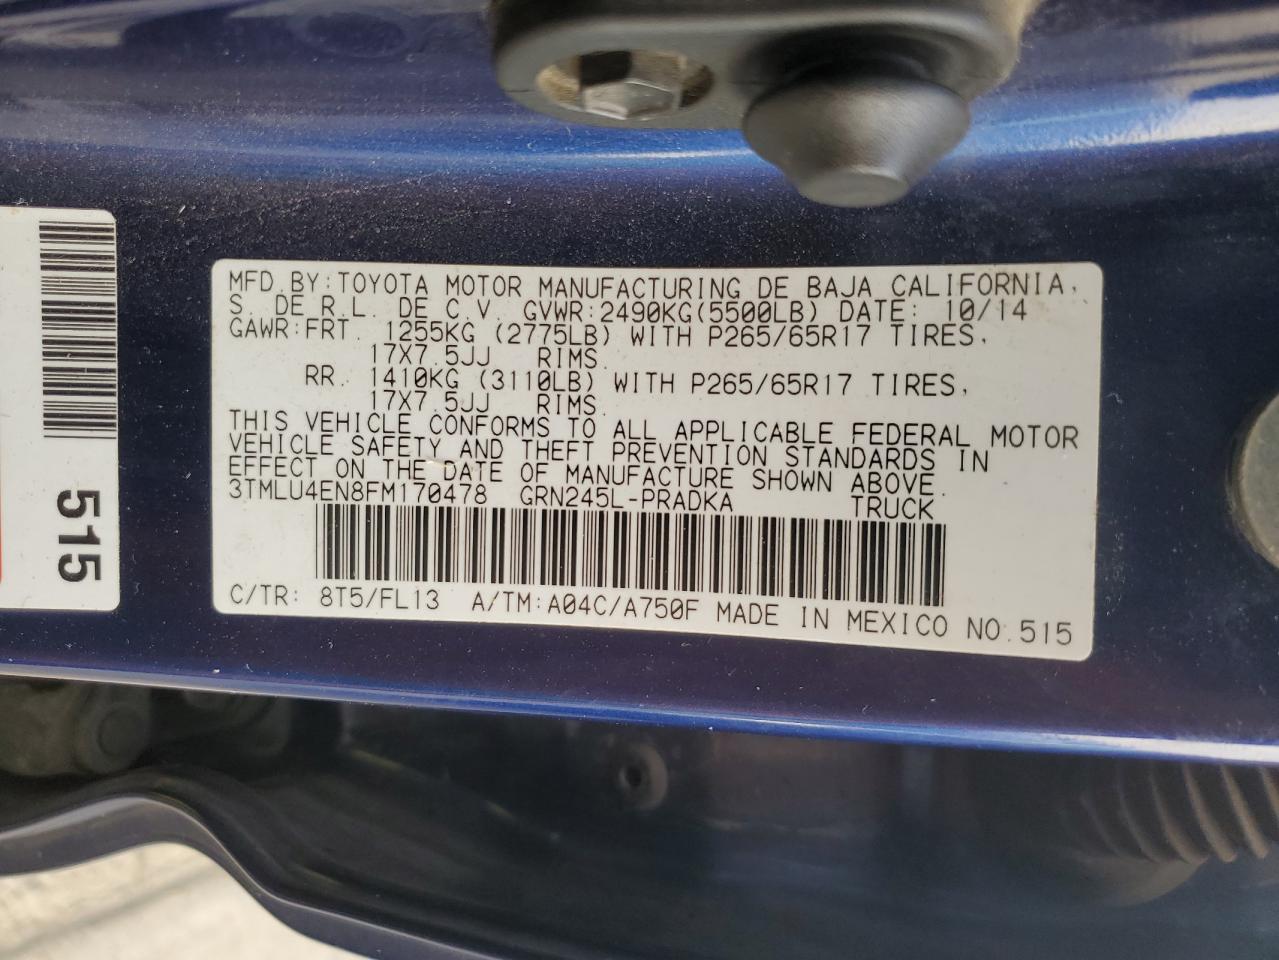 MFD. BY: TOYOTA MOTOR MANUFACTURING DE BAJA CALIFORNIA,
S. DE R.L. DE C.V. GVWR: 2490KG(5500LB) DATE: 10/14
GAWR:FRT. 1255KG (2775LB) WITH P265/65R17 TIRES,
17X7.5JJ RIMS
RR. 1410KG (3110LB) WITH P265/65R17 TIRES,
17X7.5JJ RIMS
THIS VEHICLE CONFORMS TO ALL APPLICABLE FEDERAL MOTOR
VEHICLE SAFETY AND THEFT PREVENTION STANDARDS IN
EFFECT ON THE DATE OF MANUFACTURE SHOWN ABOVE.
3TMLU4EN8FM170478 GRN245L-PRADKA TRUCK
C/TR: 8T5/FL13 A/TM:A04C/A750F MADE IN MEXICO NO.515
515